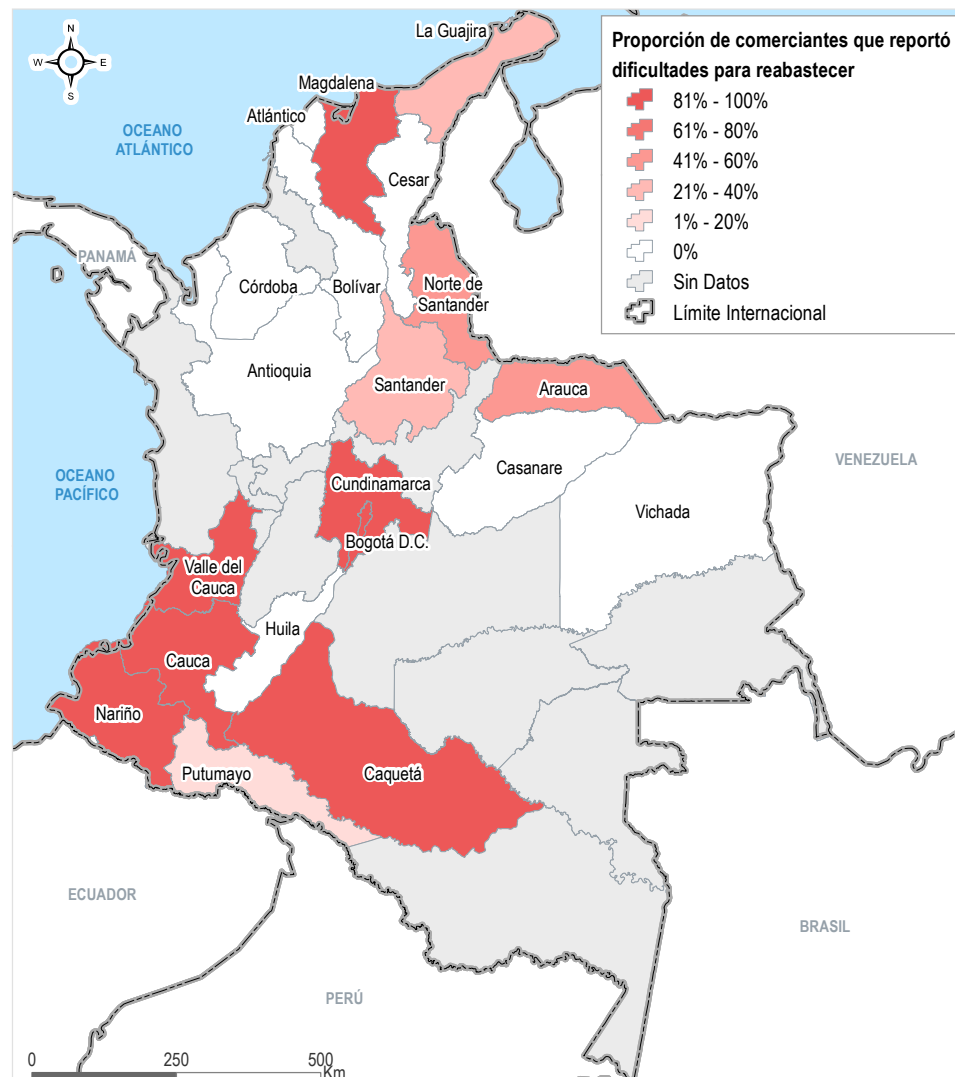 N
W
E
S
La Guajira
Magdalena
Atlántico
OCEANO
ATLÁNTICO
Cesar
PANAMÁ
Córdoba
Bolívar
Norte de
Santander
Antioquia
Santander
Arauca
VENEZUELA
Casanare
OCEANO
PACÍFICO
Cundinamarca
Vichada
Bogotá D.C.
Valle del
Cauca
Huila
Cauca
Nariño
Putumayo
Caquetá
ECUADOR
BRASIL
PERÚ
0
250
500
Km
Proporción de comerciantes que reportó
dificultades para reabastecer
81% - 100%
61% - 80%
41% - 60%
21% - 40%
1% - 20%
0%
Sin Datos
Límite Internacional